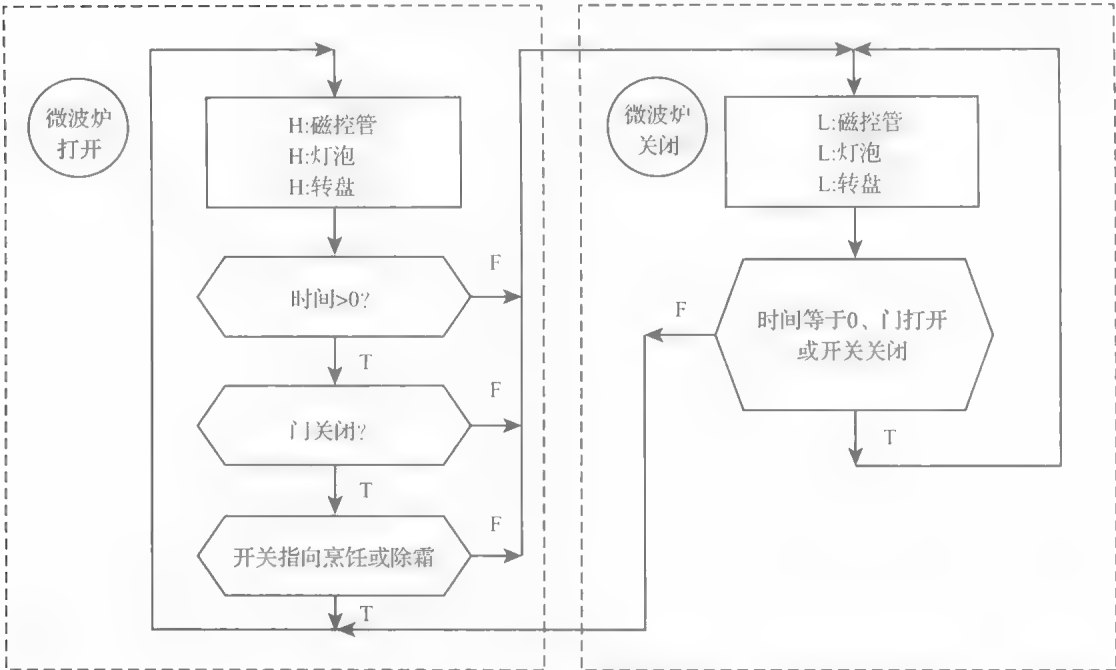 微波炉
打开
H:磁控管
H:灯泡
H:转盘
时间>0?
F
T
门关闭?
F
T
开关指向烹饪或除霜
F
T
微波炉
关闭
L:磁控管
L:灯泡
L:转盘
时间等于0、门打开
或开关关闭
F
T